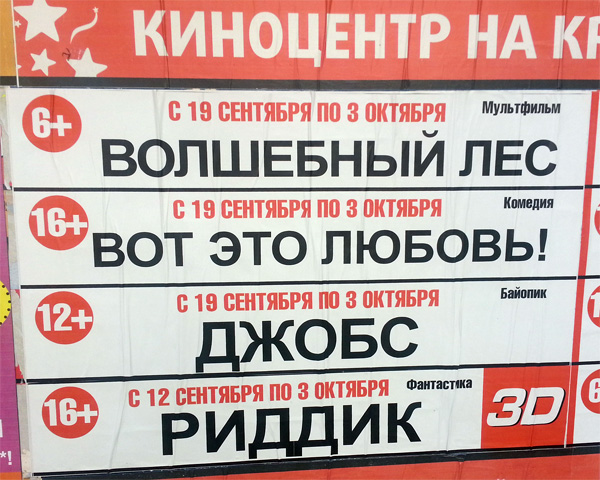 КИНОЦЕНТР НА КР
6+
С 19 СЕНТЯБРЯ ПО 3 ОКТЯБРЯ Мультфильм
ВОЛШЕБНЫЙ ЛЕС
16+
С 19 СЕНТЯБРЯ ПО 3 ОКТЯБРЯ Комедия
ВОТ ЭТО ЛЮБОВЬ!
12+
С 19 СЕНТЯБРЯ ПО 3 ОКТЯБРЯ Байопик
ДЖОБС
16+
С 12 СЕНТЯБРЯ ПО 3 ОКТЯБРЯ Фантастика
РИДДИК 3D